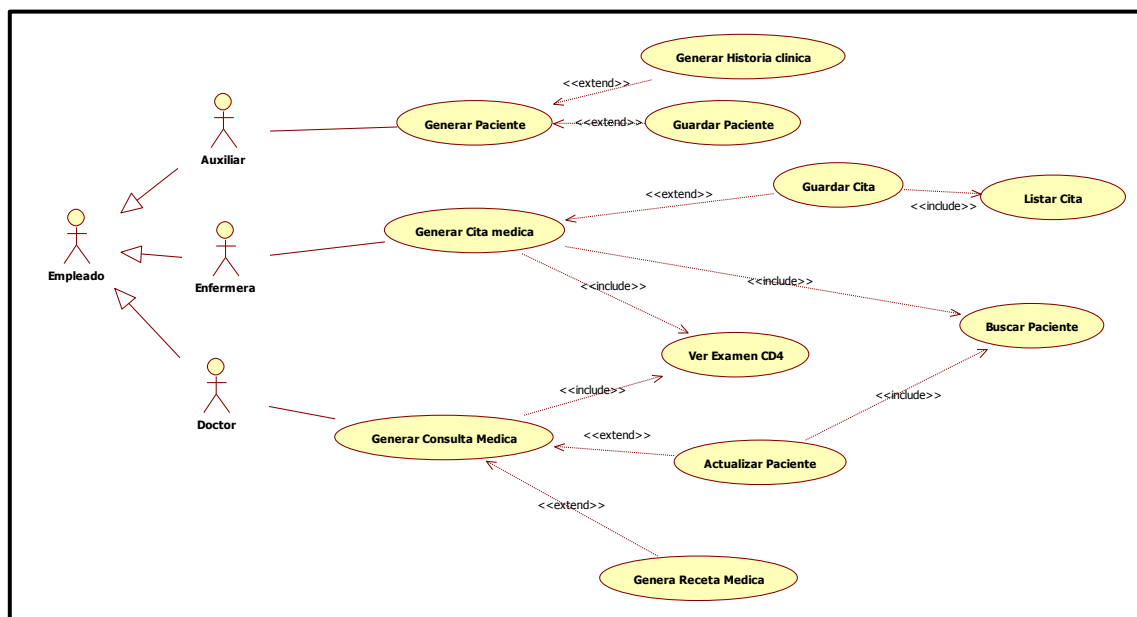 Generar Historia clinica
<<extend>>
Generar Paciente
<<extend>>
Guardar Paciente
Auxiliar
<<extend>>
Guardar Cita
<<include>>
Listar Cita
Empleado
Enfermera
Generar Cita medica
<<include>>
<<include>>
Buscar Paciente
Ver Examen CD4
<<include>>
<<include>>
Doctor
Generar Consulta Medica
<<extend>>
Actualizar Paciente
<<extend>>
Genera Receta Medica